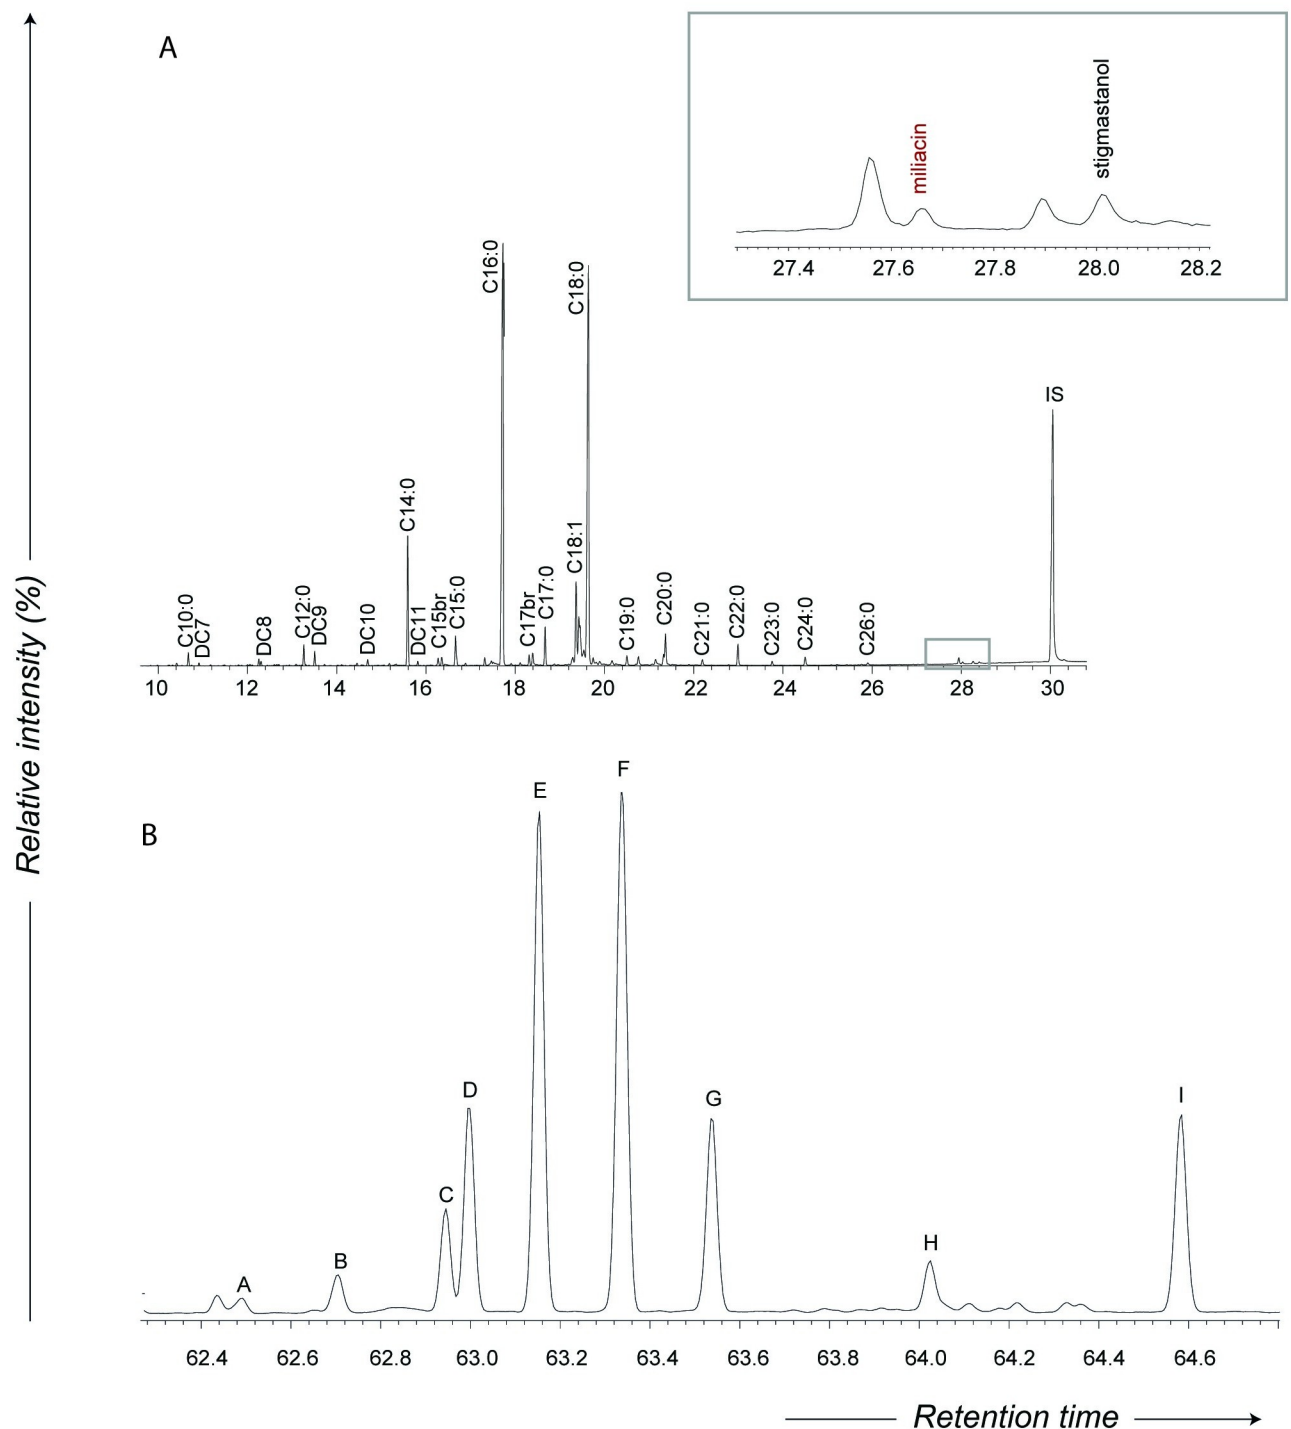 A
miliacin
stigmastanol
27.4 27.6 27.8 28.0 28.2
C10:0
DC7
DC8
C12:0
DC9
DC10
C14:0
DC11
C15br
C15:0
C16:0
C17br
C17:0
C18:1
C18:0
C19:0
C20:0
C21:0
C22:0
C23:0
C24:0
C26:0
IS
10 12 14 16 18 20 22 24 26 28 30
Relative intensity (%)
B
A
B
C
D
E
F
G
H
I
62.4 62.6 62.8 63.0 63.2 63.4 63.6 63.8 64.0 64.2 64.4 64.6
Retention time